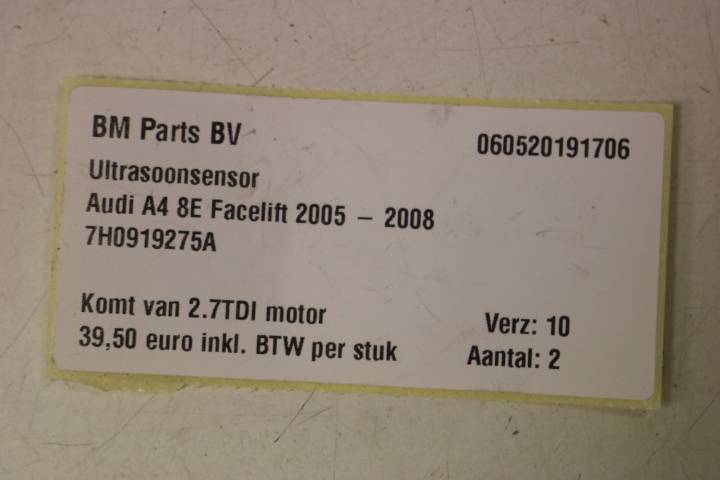 BM Parts BV
060520191706
Ultrasoonsensor
Audi A4 8E Facelift 2005 – 2008
7H0919275A
Komt van 2.7TDI motor
Verz: 10
39,50 euro inkl. BTW per stuk
Aantal: 2